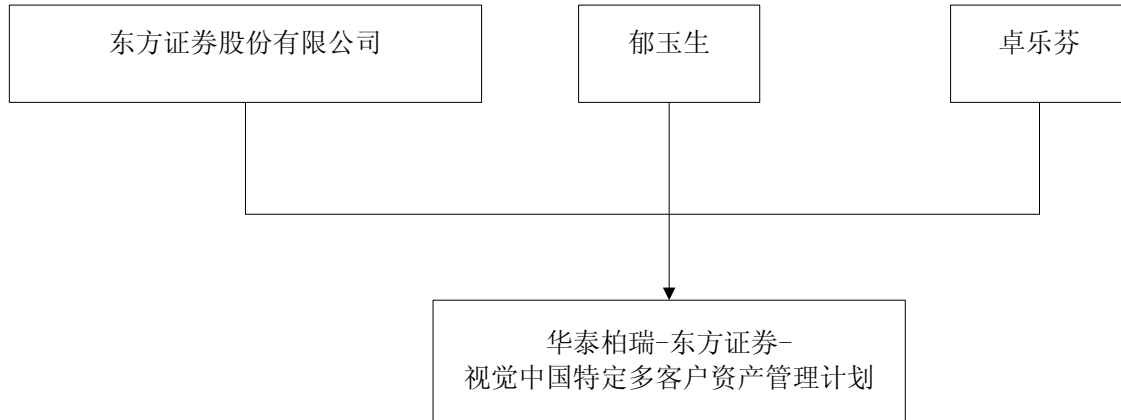 东方证券股份有限公司
郁玉生
卓乐芬
华泰柏瑞-东方证券-
视觉中国特定多客户资产管理计划